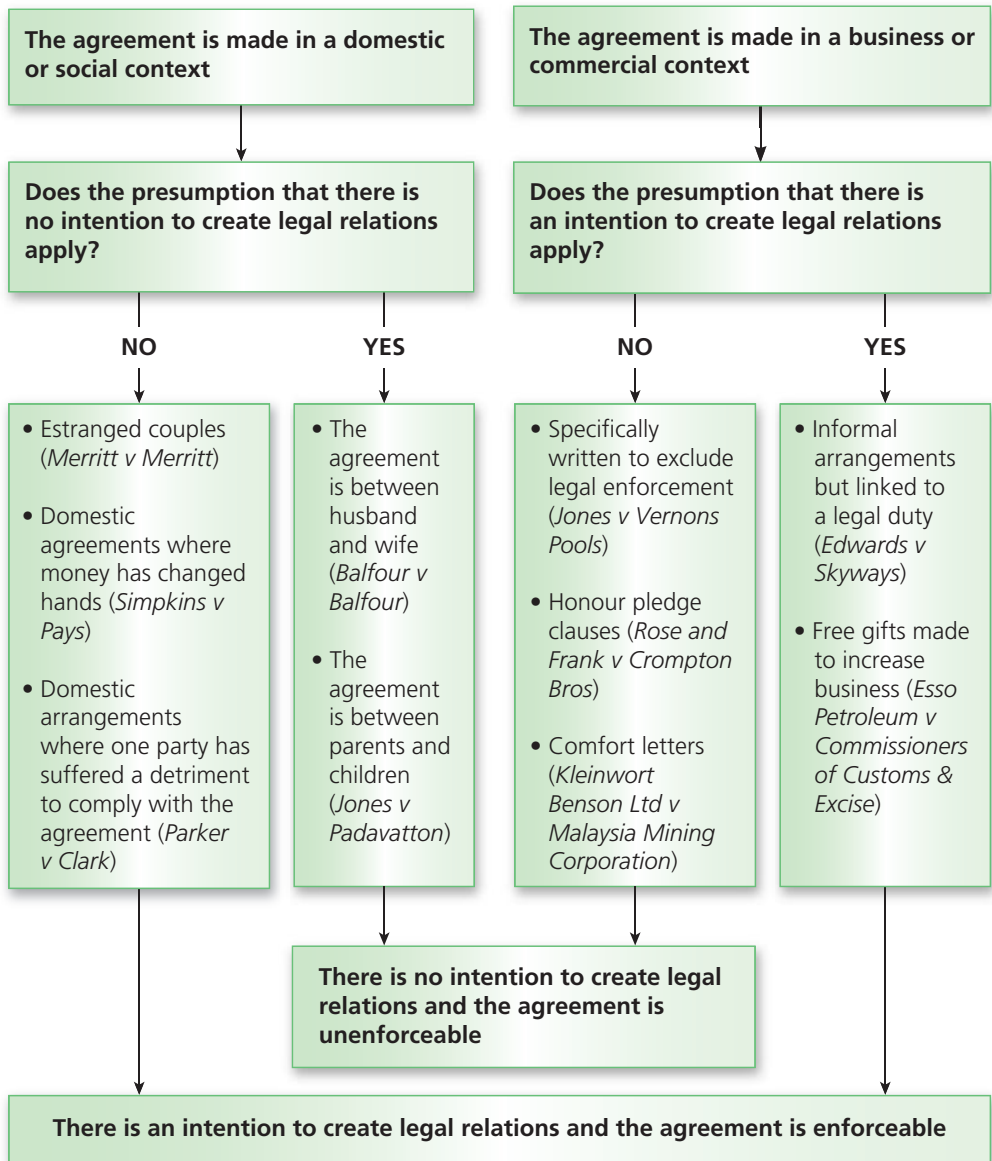 The agreement is made in a domestic
or social context
The agreement is made in a business or
commercial context
Does the presumption that there is
no intention to create legal relations
apply?
Does the presumption that there is
an intention to create legal relations
apply?
NO
YES
NO
YES
• Estranged couples
(Merritt v Merritt)
• Domestic
agreements where
money has changed
hands (Simpkins v
Pays)
• Domestic
arrangements
where one party has
suffered a detriment
to comply with the
agreement (Parker
v Clark)
• The
agreement
is between
husband
and wife
(Balfour v
Balfour)
• The
agreement
is between
parents and
children
(Jones v
Padavatton)
• Specifically
written to exclude
legal enforcement
(Jones v Vernons
Pools)
• Honour pledge
clauses (Rose and
Frank v Crompton
Bros)
• Comfort letters
(Kleinwort
Benson Ltd v
Malaysia Mining
Corporation)
• Informal
arrangements
but linked to
a legal duty
(Edwards v
Skyways)
• Free gifts made
to increase
business (Esso
Petroleum v
Commissioners
of Customs &
Excise)
There is no intention to create legal
relations and the agreement is
unenforceable
There is an intention to create legal relations and the agreement is enforceable